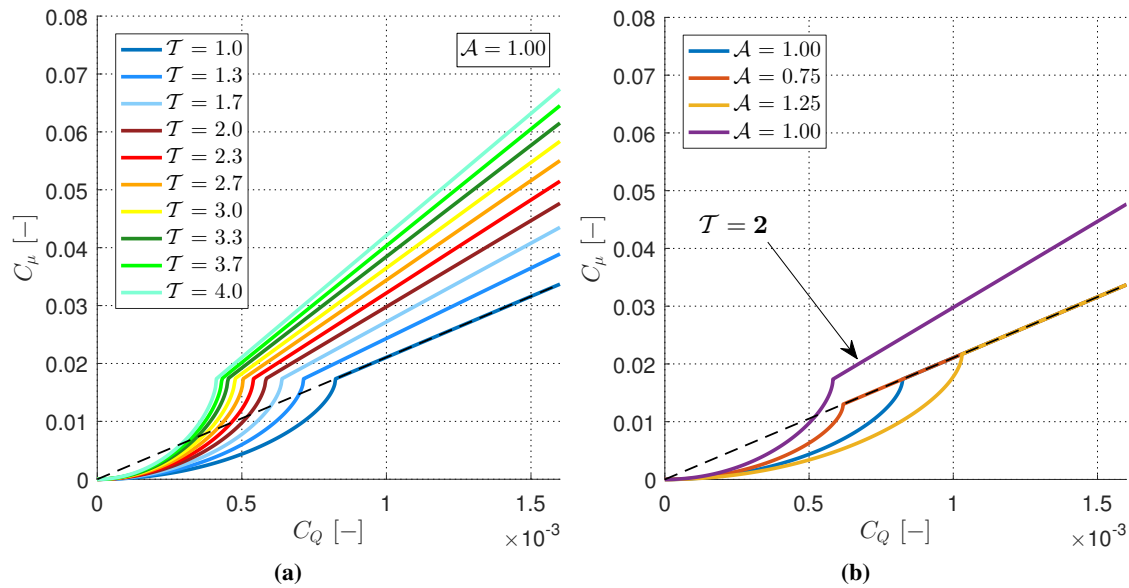 0.08
0.07
0.06
0.05
0.04
0.03
0.02
0.01
0
C_μ [−]
𝒯 = 1.0
𝒯 = 1.3
𝒯 = 1.7
𝒯 = 2.0
𝒯 = 2.3
𝒯 = 2.7
𝒯 = 3.0
𝒯 = 3.3
𝒯 = 3.7
𝒯 = 4.0
𝒜 = 1.00
0 0.5 1 1.5
C_Q [−] ×10⁻³
(a)
0.08
0.07
0.06
0.05
0.04
0.03
0.02
0.01
0
C_μ [−]
𝒜 = 1.00
𝒜 = 0.75
𝒜 = 1.25
𝒜 = 1.00
𝒯 = 2
0 0.5 1 1.5
C_Q [−] ×10⁻³
(b)